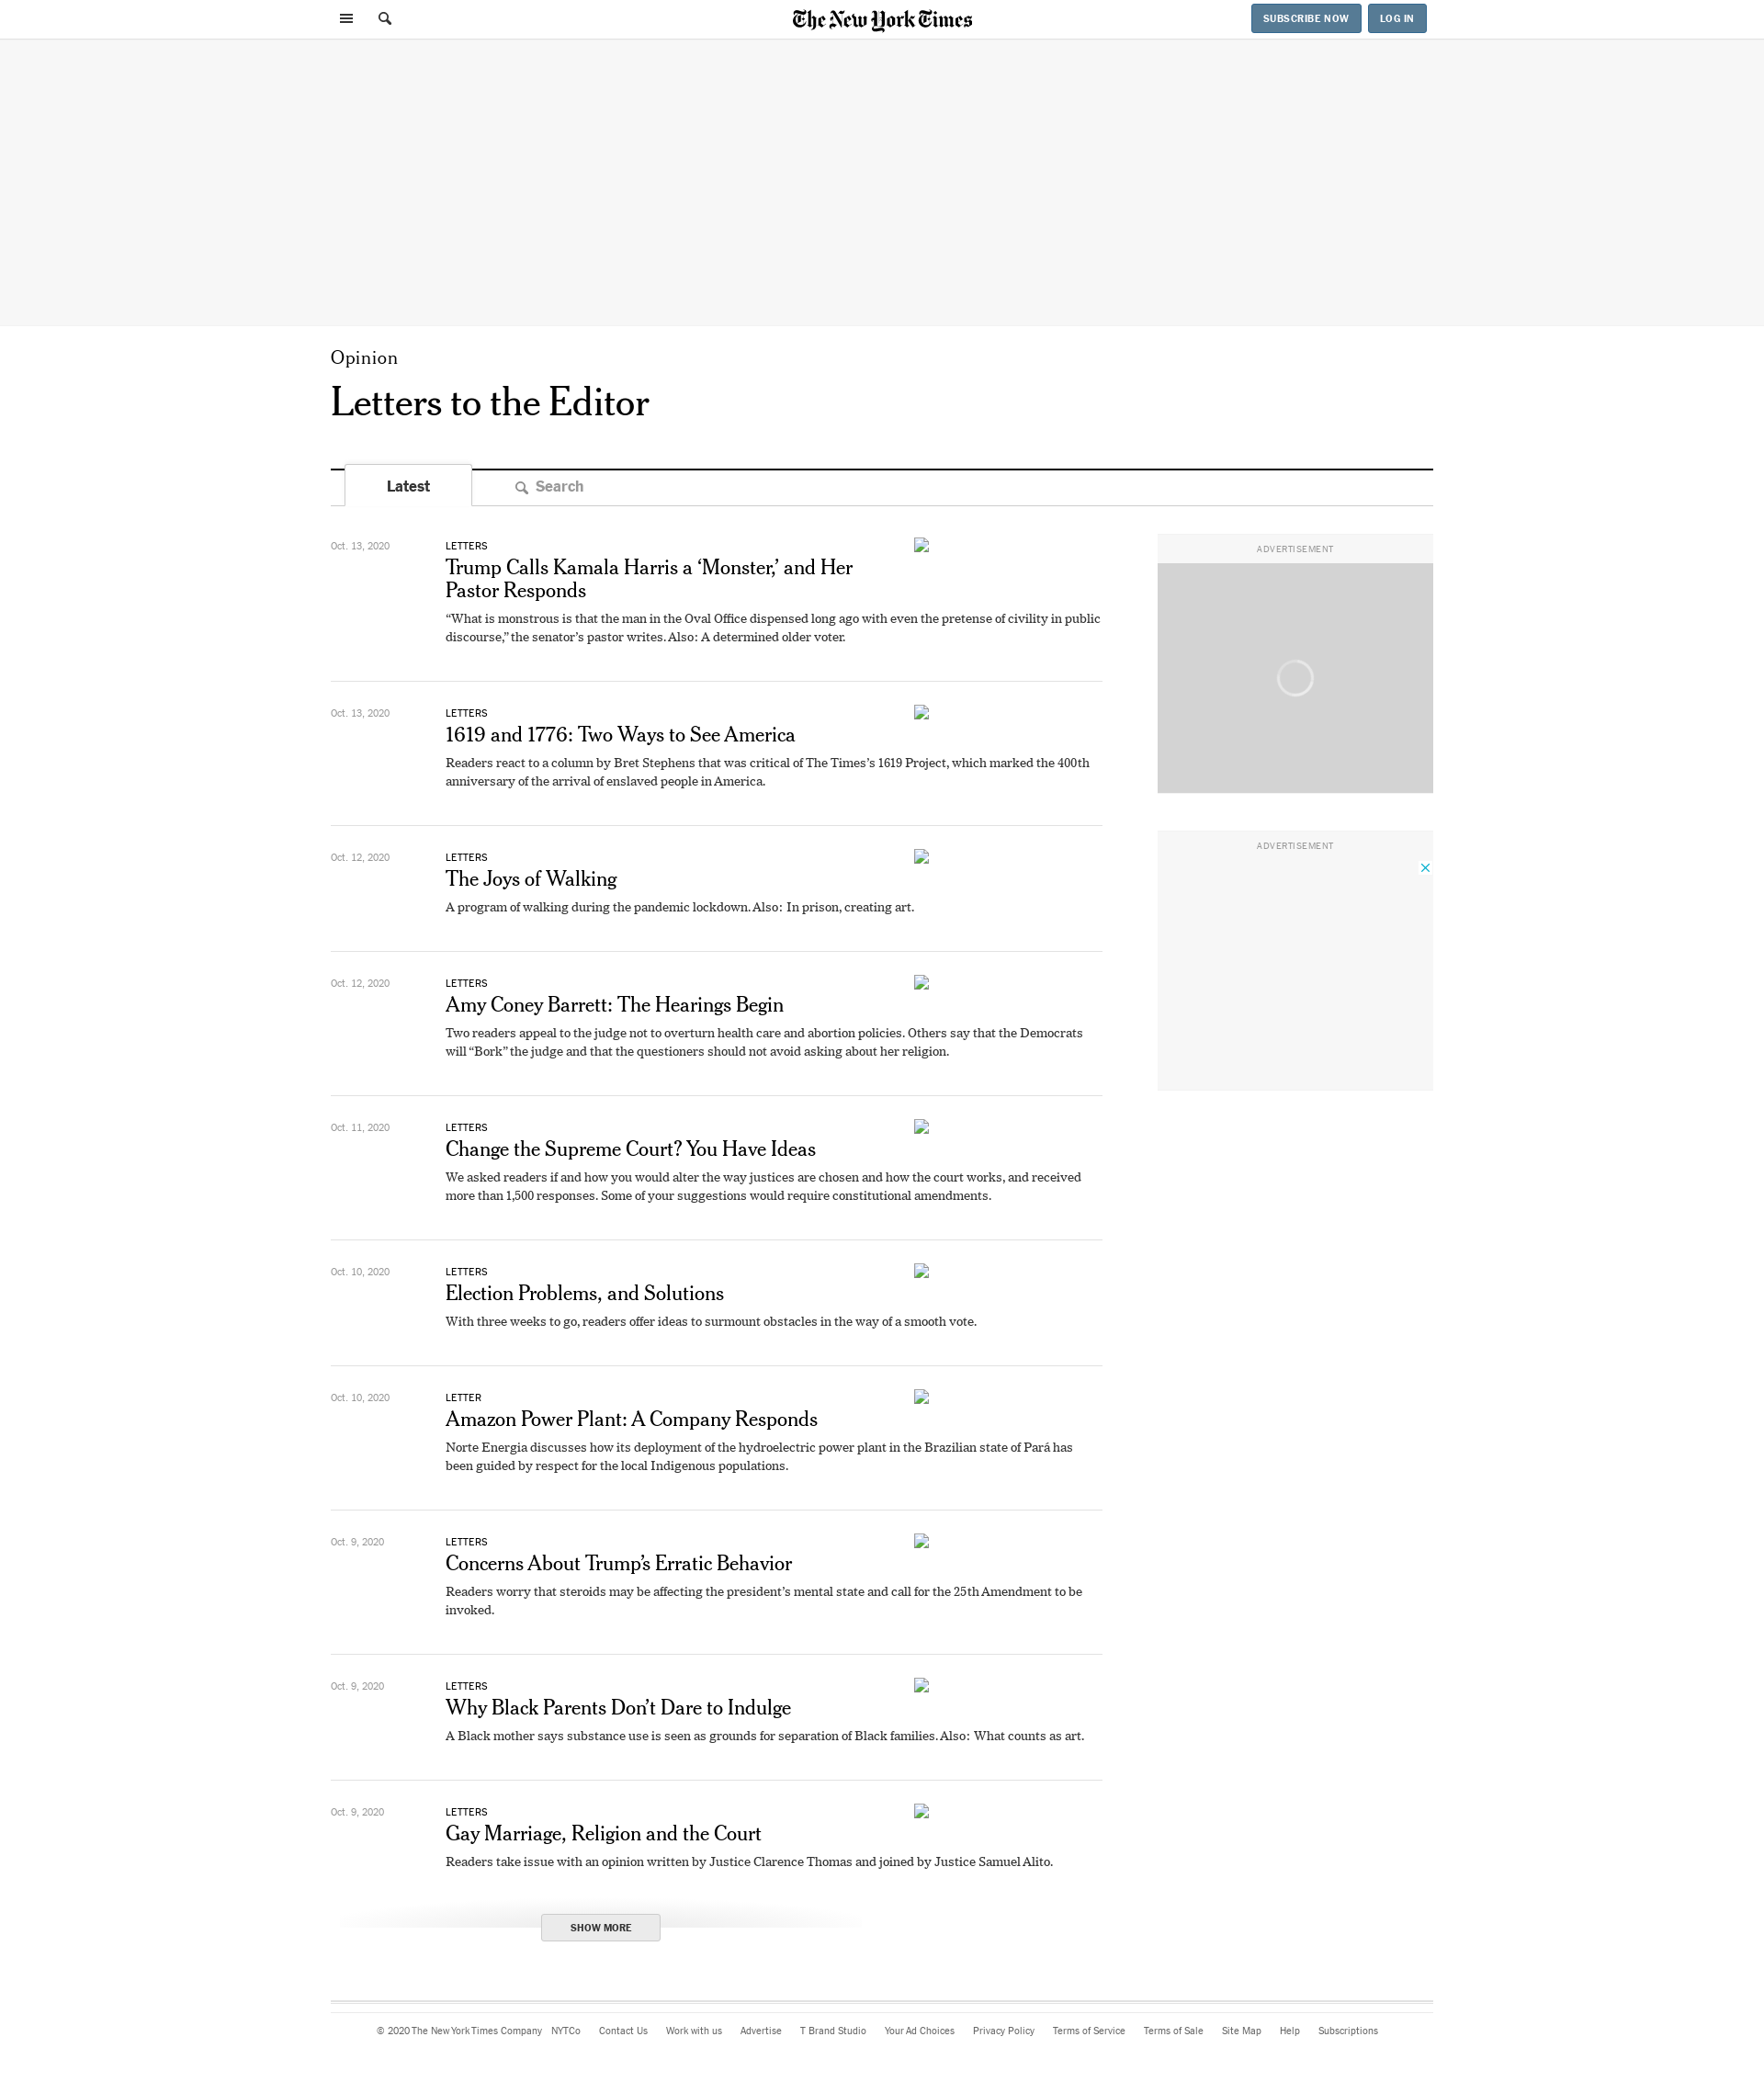 The New York Times
SUBSCRIBE NOW
LOG IN
Opinion
Letters to the Editor
Latest
Search
Oct. 13, 2020
LETTERS
Trump Calls Kamala Harris a ‘Monster,’ and Her
Pastor Responds
“What is monstrous is that the man in the Oval Office dispensed long ago with even the pretense of civility in public
discourse,” the senator’s pastor writes. Also: A determined older voter.
Oct. 13, 2020
LETTERS
1619 and 1776: Two Ways to See America
Readers react to a column by Bret Stephens that was critical of The Times’s 1619 Project, which marked the 400th
anniversary of the arrival of enslaved people in America.
Oct. 12, 2020
LETTERS
The Joys of Walking
A program of walking during the pandemic lockdown. Also: In prison, creating art.
Oct. 12, 2020
LETTERS
Amy Coney Barrett: The Hearings Begin
Two readers appeal to the judge not to overturn health care and abortion policies. Others say that the Democrats
will “Bork” the judge and that the questioners should not avoid asking about her religion.
Oct. 11, 2020
LETTERS
Change the Supreme Court? You Have Ideas
We asked readers if and how you would alter the way justices are chosen and how the court works, and received
more than 1,500 responses. Some of your suggestions would require constitutional amendments.
Oct. 10, 2020
LETTERS
Election Problems, and Solutions
With three weeks to go, readers offer ideas to surmount obstacles in the way of a smooth vote.
Oct. 10, 2020
LETTER
Amazon Power Plant: A Company Responds
Norte Energia discusses how its deployment of the hydroelectric power plant in the Brazilian state of Pará has
been guided by respect for the local Indigenous populations.
Oct. 9, 2020
LETTERS
Concerns About Trump’s Erratic Behavior
Readers worry that steroids may be affecting the president’s mental state and call for the 25th Amendment to be
invoked.
Oct. 9, 2020
LETTERS
Why Black Parents Don’t Dare to Indulge
A Black mother says substance use is seen as grounds for separation of Black families. Also: What counts as art.
Oct. 9, 2020
LETTERS
Gay Marriage, Religion and the Court
Readers take issue with an opinion written by Justice Clarence Thomas and joined by Justice Samuel Alito.
SHOW MORE
ADVERTISEMENT
ADVERTISEMENT
© 2020 The New York Times Company NYTCo Contact Us Work with us Advertise T Brand Studio Your Ad Choices Privacy Policy Terms of Service Terms of Sale Site Map Help Subscriptions